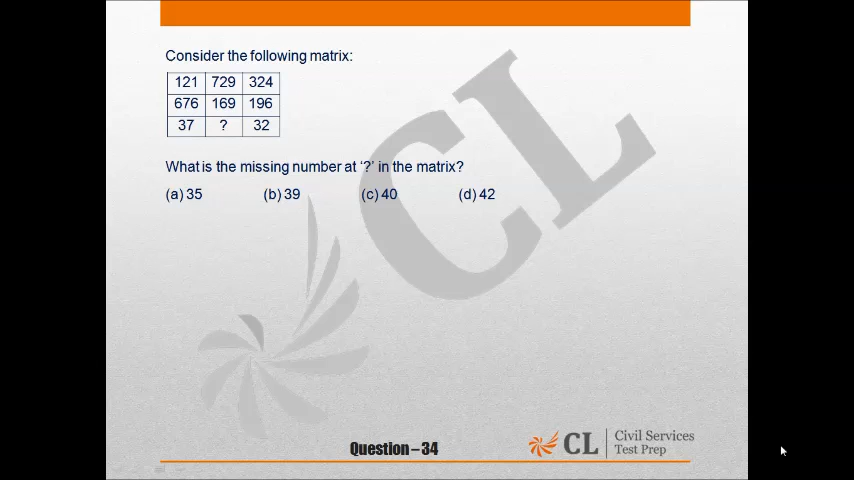 Consider the following matrix:
121 729 324
676 169 196
37 ? 32
What is the missing number at ‘?’ in the matrix?
(a) 35 (b) 39 (c) 40 (d) 42
CL
Question – 34
CL Civil Services
Test Prep